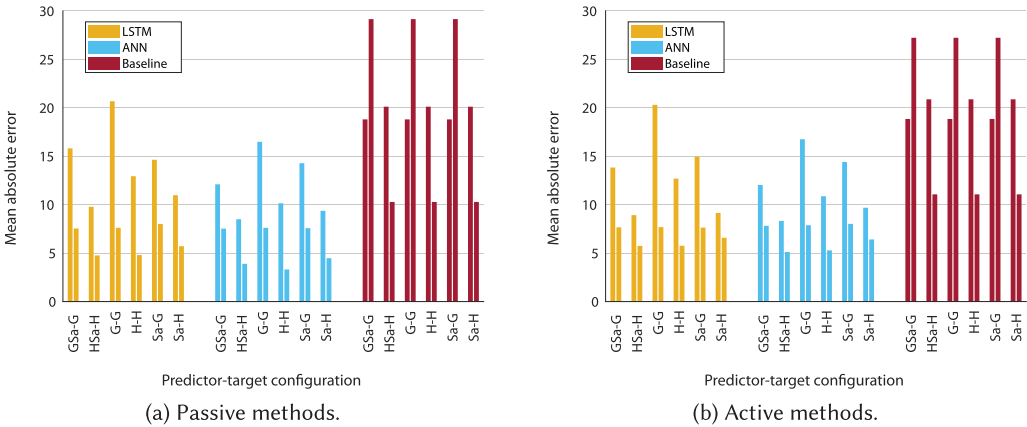 30
25
20
15
10
5
0
Mean absolute error
LSTM
ANN
Baseline
GSa-G
HSa-H
G-G
H-H
Sa-G
Sa-H
GSa-G
HSa-H
G-G
H-H
Sa-G
Sa-H
GSa-G
HSa-H
G-G
H-H
Sa-G
Sa-H
Predictor-target configuration
(a) Passive methods.
30
25
20
15
10
5
0
Mean absolute error
LSTM
ANN
Baseline
GSa-G
HSa-H
G-G
H-H
Sa-G
Sa-H
GSa-G
HSa-H
G-G
H-H
Sa-G
Sa-H
GSa-G
HSa-H
G-G
H-H
Sa-G
Sa-H
Predictor-target configuration
(b) Active methods.